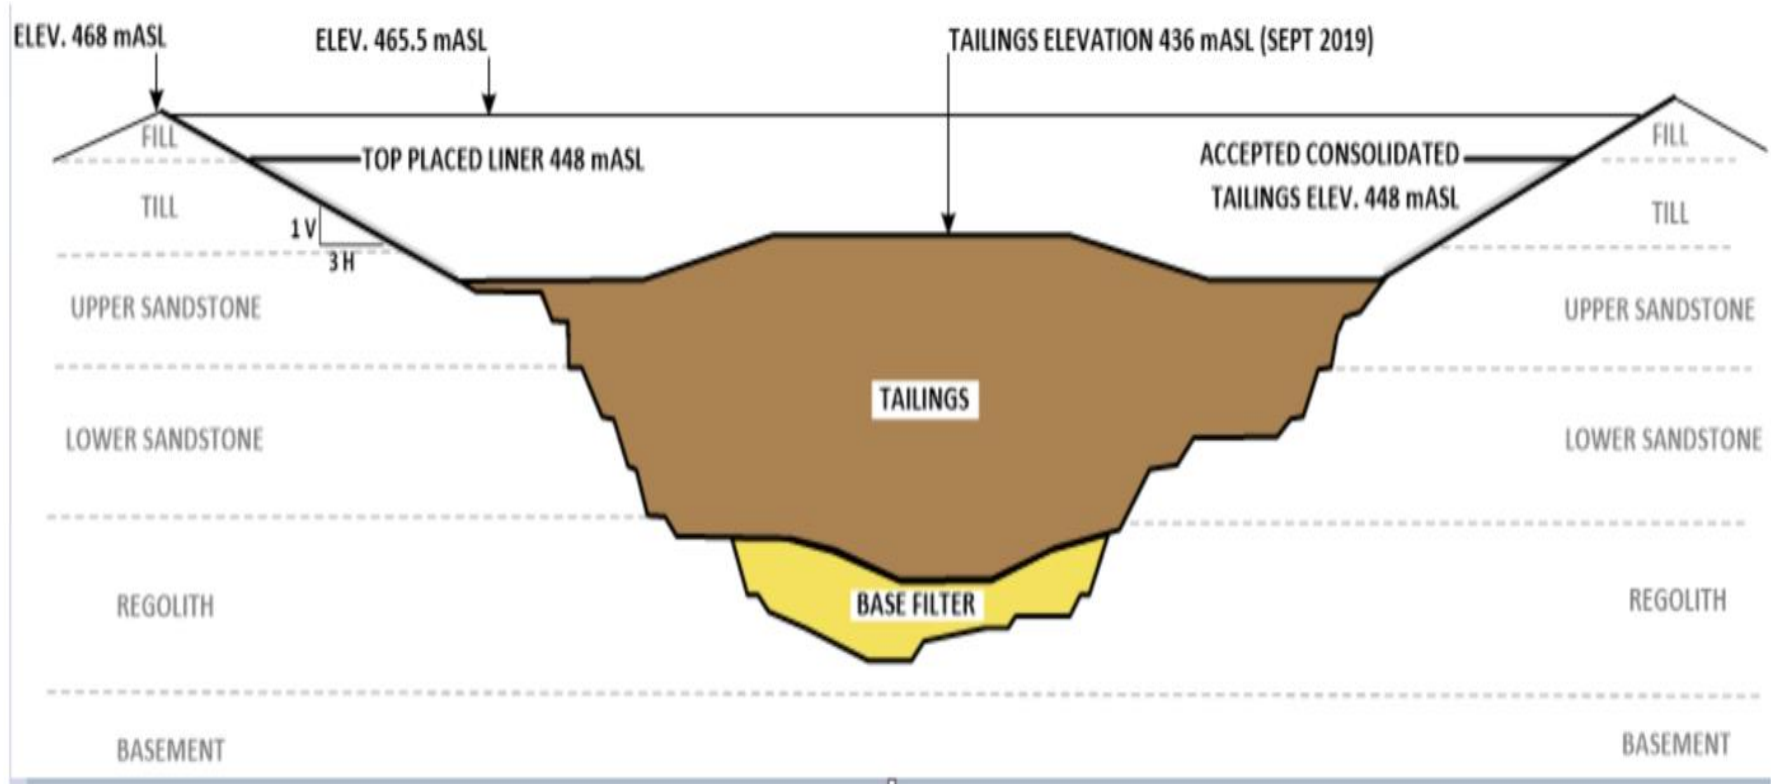 ELEV. 468 mASL
ELEV. 465.5 mASL
TAILINGS ELEVATION 436 mASL (SEPT 2019)
FILL
FILL
TOP PLACED LINER 448 mASL
ACCEPTED CONSOLIDATED
TAILINGS ELEV. 448 mASL
TILL
TILL
1 V
3 H
UPPER SANDSTONE
UPPER SANDSTONE
TAILINGS
LOWER SANDSTONE
LOWER SANDSTONE
BASE FILTER
REGOLITH
REGOLITH
BASEMENT
BASEMENT